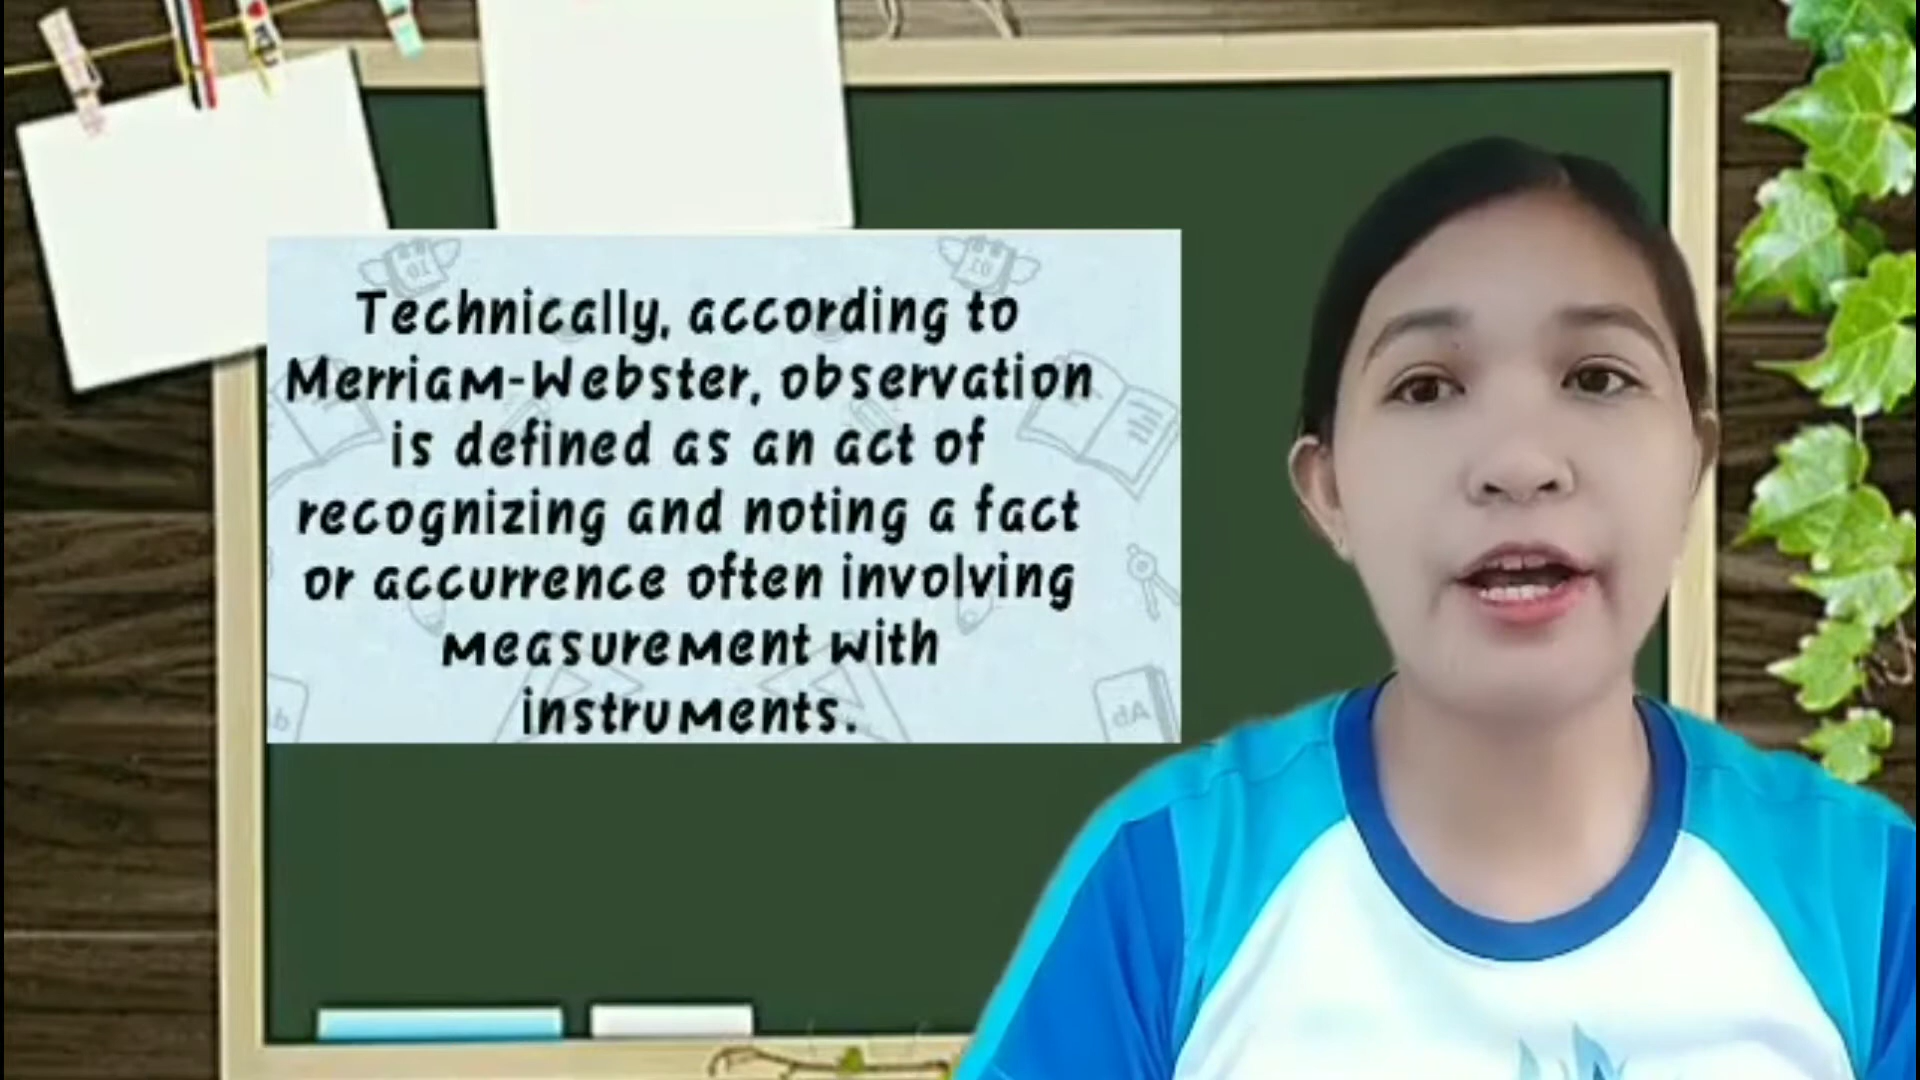 Technically, according to
Merriam-Webster, observation
is defined as an act of
recognizing and noting a fact
or accurrence often involving
measurement with
instruments.